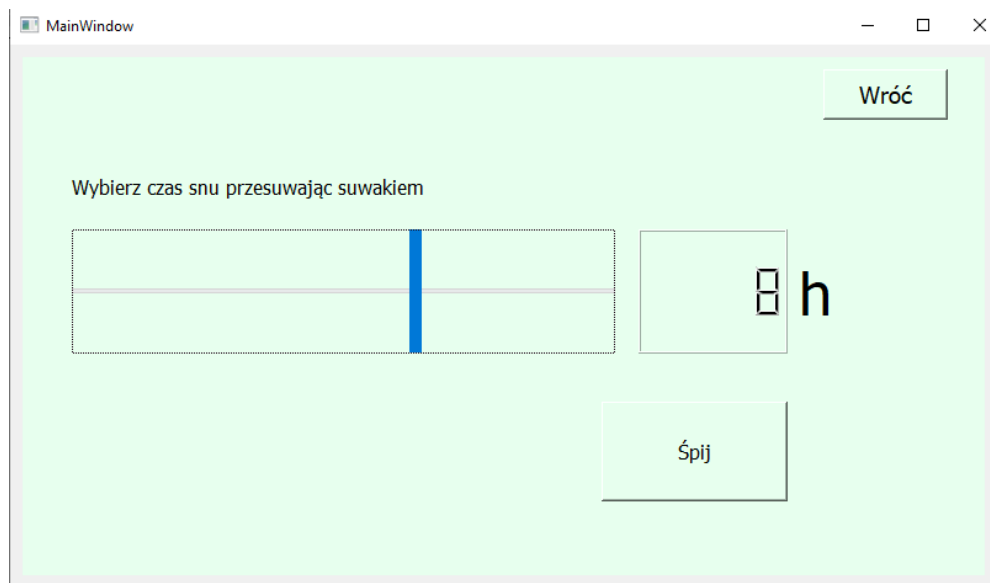 MainWindow
Wróć
Wybierz czas snu przesuwając suwakiem
8 h
Śpij